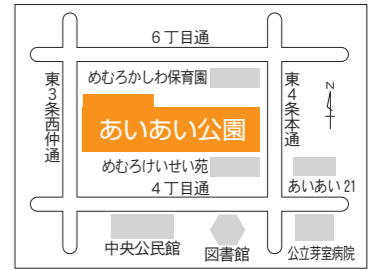 6丁目通
東3条西仲通
めむろかしわ保育園
東4条本通
N
あいあい公園
めむろけいせい苑
4丁目通
あいあい21
中央公民館
図書館
公立芽室病院